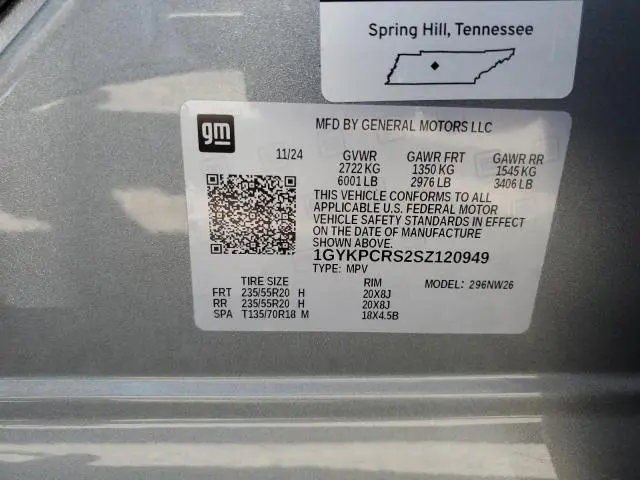 Spring Hill, Tennessee
gm
MFD BY GENERAL MOTORS LLC
11/24 GVWR GAWR FRT GAWR RR
2722 KG 1350 KG 1545 KG
6001 LB 2976 LB 3406 LB
THIS VEHICLE CONFORMS TO ALL
APPLICABLE U.S. FEDERAL MOTOR
VEHICLE SAFETY STANDARDS IN EFFECT
ON THE DATE OF MANUFACTURE
SHOWN ABOVE.
1GYKPCRS2SZ120949
TYPE: MPV
TIRE SIZE RIM MODEL: 296NW26
FRT 235/55R20 H 20X8J
RR 235/55R20 H 20X8J
SPA T135/70R18 M 18X4.5B